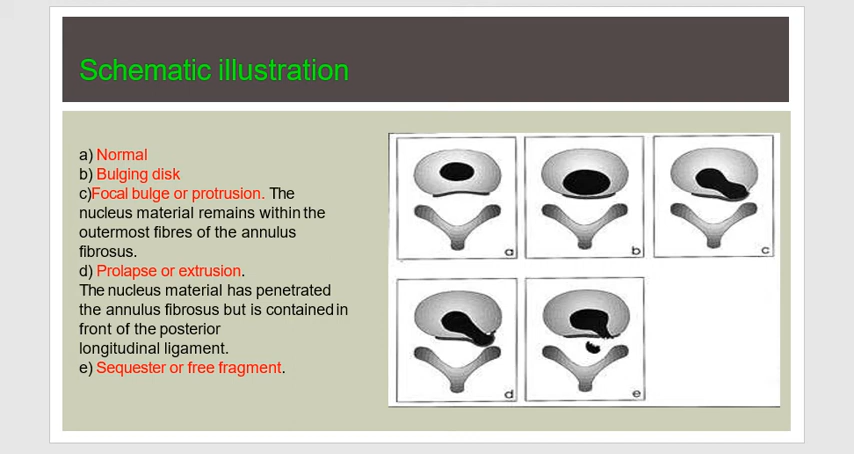 Schematic illustration
a) Normal
b) Bulging disk
c)Focal bulge or protrusion. The
nucleus material remains within the
outermost fibres of the annulus
fibrosus.
d) Prolapse or extrusion.
The nucleus material has penetrated
the annulus fibrosus but is contained in
front of the posterior
longitudinal ligament.
e) Sequester or free fragment.
a
b
c
d
e